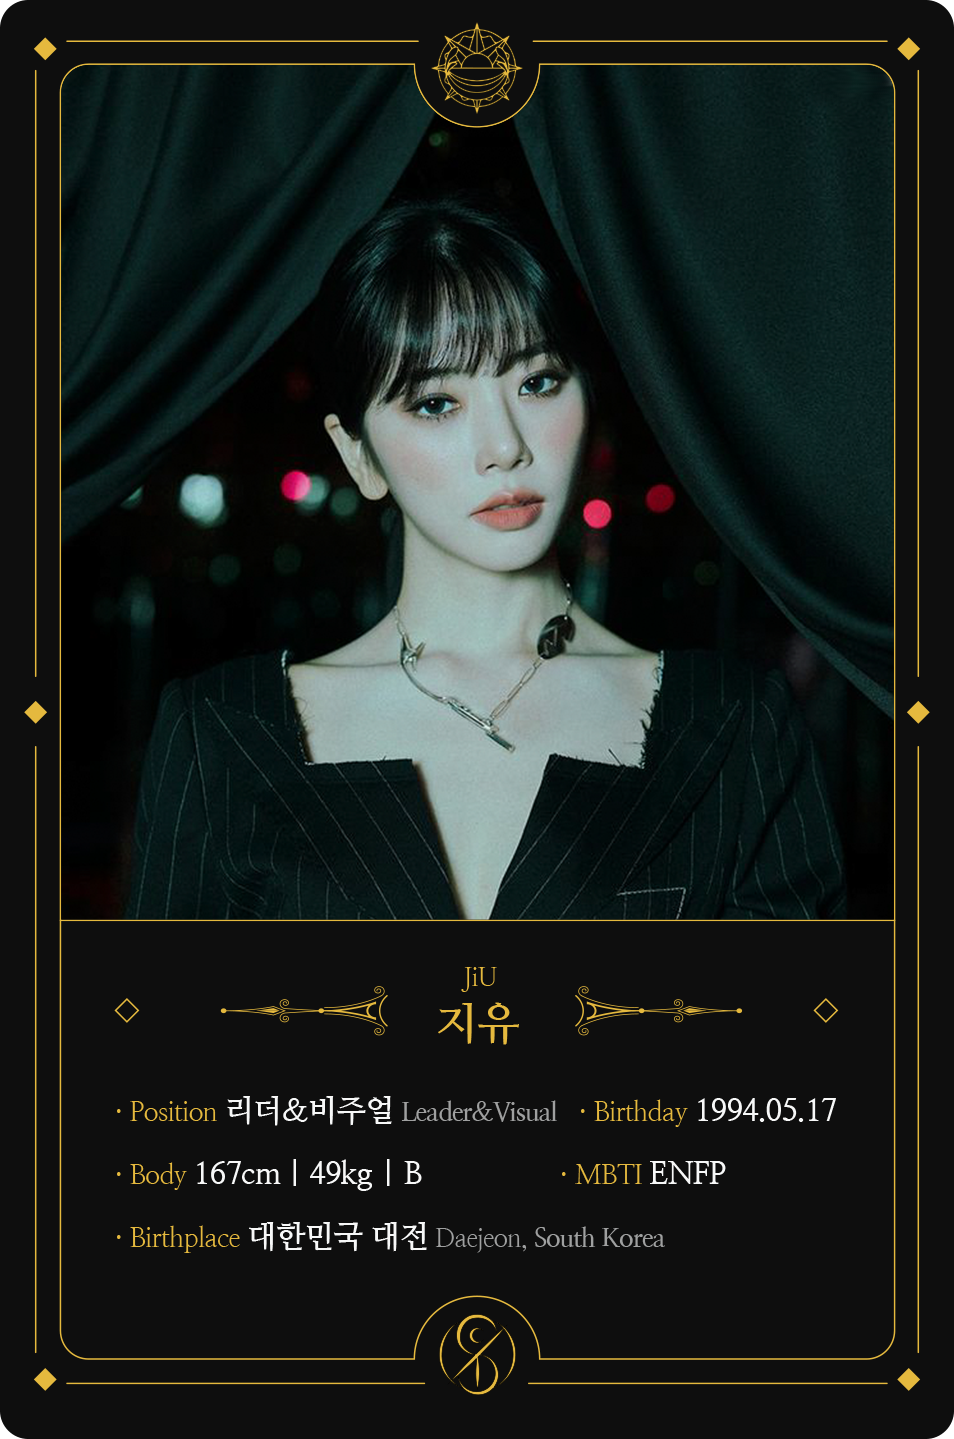 JiU
지유
· Position 리더&비주얼 Leader&Visual · Birthday 1994.05.17
· Body 167cm | 49kg | B · MBTI ENFP
· Birthplace 대한민국 대전 Daejeon, South Korea